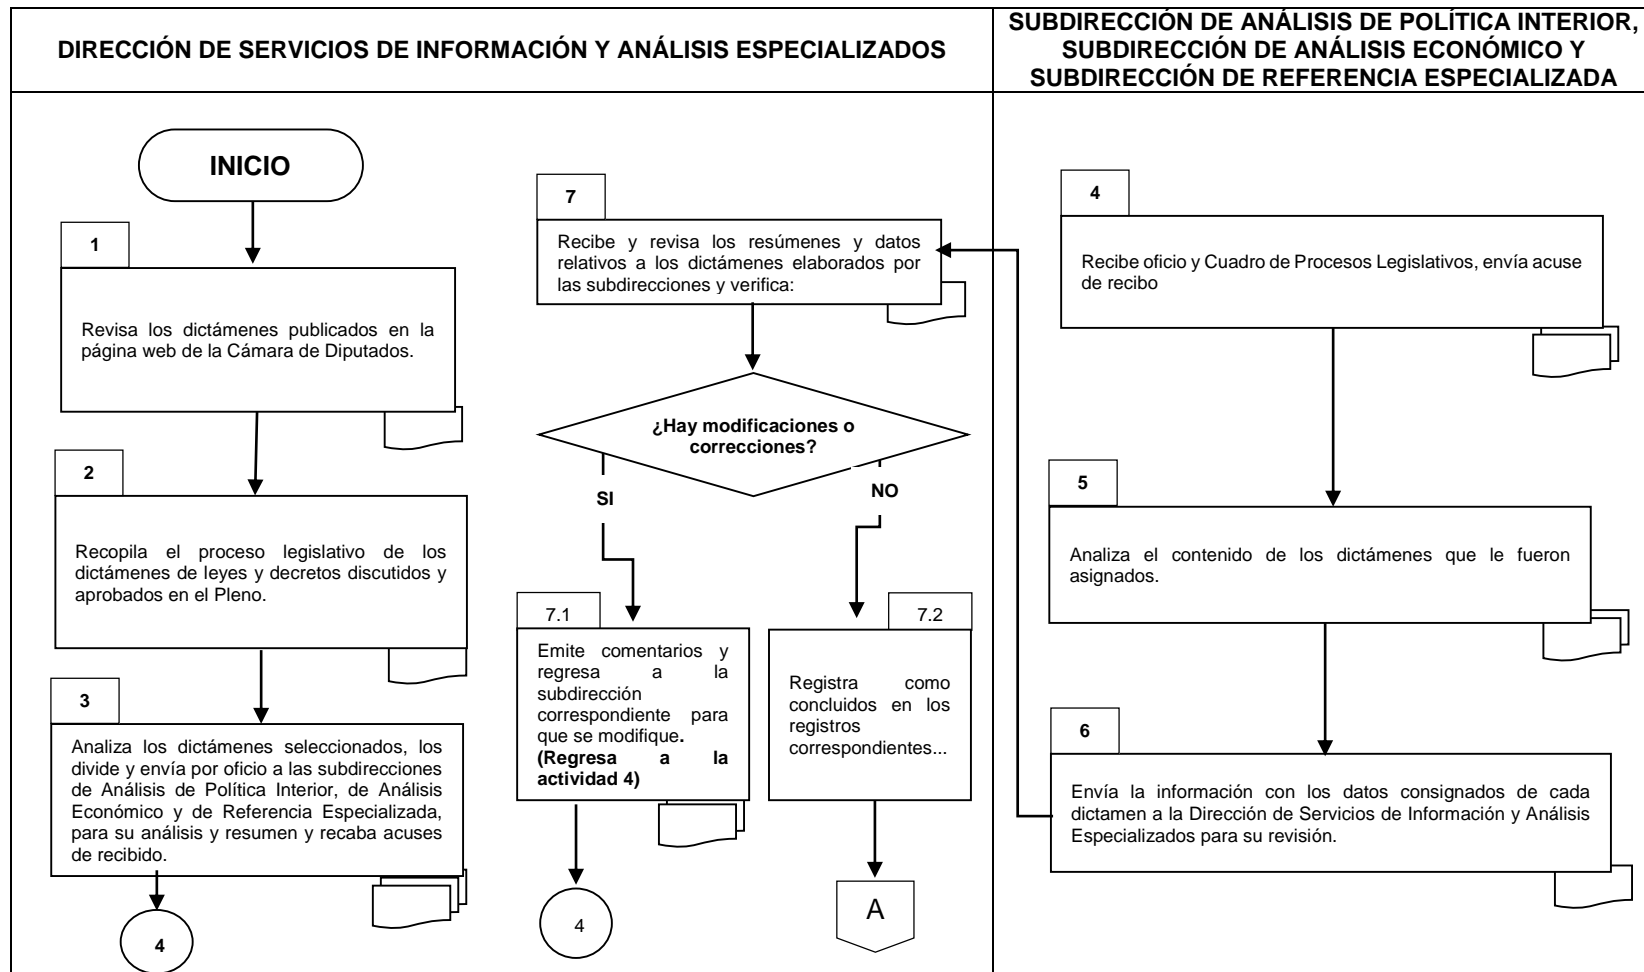 DIRECCIÓN DE SERVICIOS DE INFORMACIÓN Y ANÁLISIS ESPECIALIZADOS
SUBDIRECCIÓN DE ANÁLISIS DE POLÍTICA INTERIOR,
SUBDIRECCIÓN DE ANÁLISIS ECONÓMICO Y
SUBDIRECCIÓN DE REFERENCIA ESPECIALIZADA
INICIO
1
Revisa los dictámenes publicados en la
página web de la Cámara de Diputados.
2
Recopila el proceso legislativo de los
dictámenes de leyes y decretos discutidos y
aprobados en el Pleno.
3
Analiza los dictámenes seleccionados, los
divide y envía por oficio a las subdirecciones
de Análisis de Política Interior, de Análisis
Económico y de Referencia Especializada,
para su análisis y resumen y recaba acuses
de recibido.
4
7
Recibe y revisa los resúmenes y datos
relativos a los dictámenes elaborados por
las subdirecciones y verifica:
¿Hay modificaciones o
correcciones?
SI
NO
7.1
Emite comentarios y
regresa a la
subdirección
correspondiente para
que se modifique.
(Regresa a la
actividad 4)
4
7.2
Registra como
concluidos en los
registros
correspondientes...
A
4
Recibe oficio y Cuadro de Procesos Legislativos, envía acuse
de recibo
5
Analiza el contenido de los dictámenes que le fueron
asignados.
6
Envía la información con los datos consignados de cada
dictamen a la Dirección de Servicios de Información y Análisis
Especializados para su revisión.